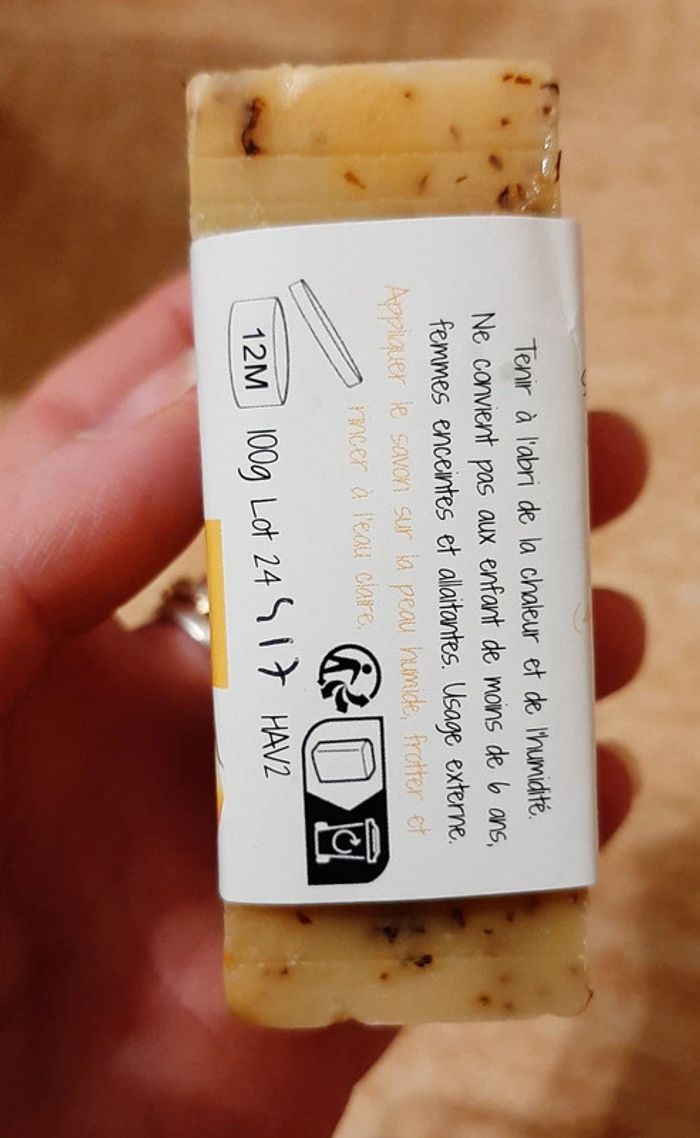 Tenir à l'abri de la chaleur et de l'humidité.
Ne convient pas aux enfant de moins de 6 ans,
femmes enceintes et allaitantes. Usage externe.
Appliquer le savon sur la peau humide, frotter et
rincer à l'eau claire.
12M
100g Lot 24 517 HAV2